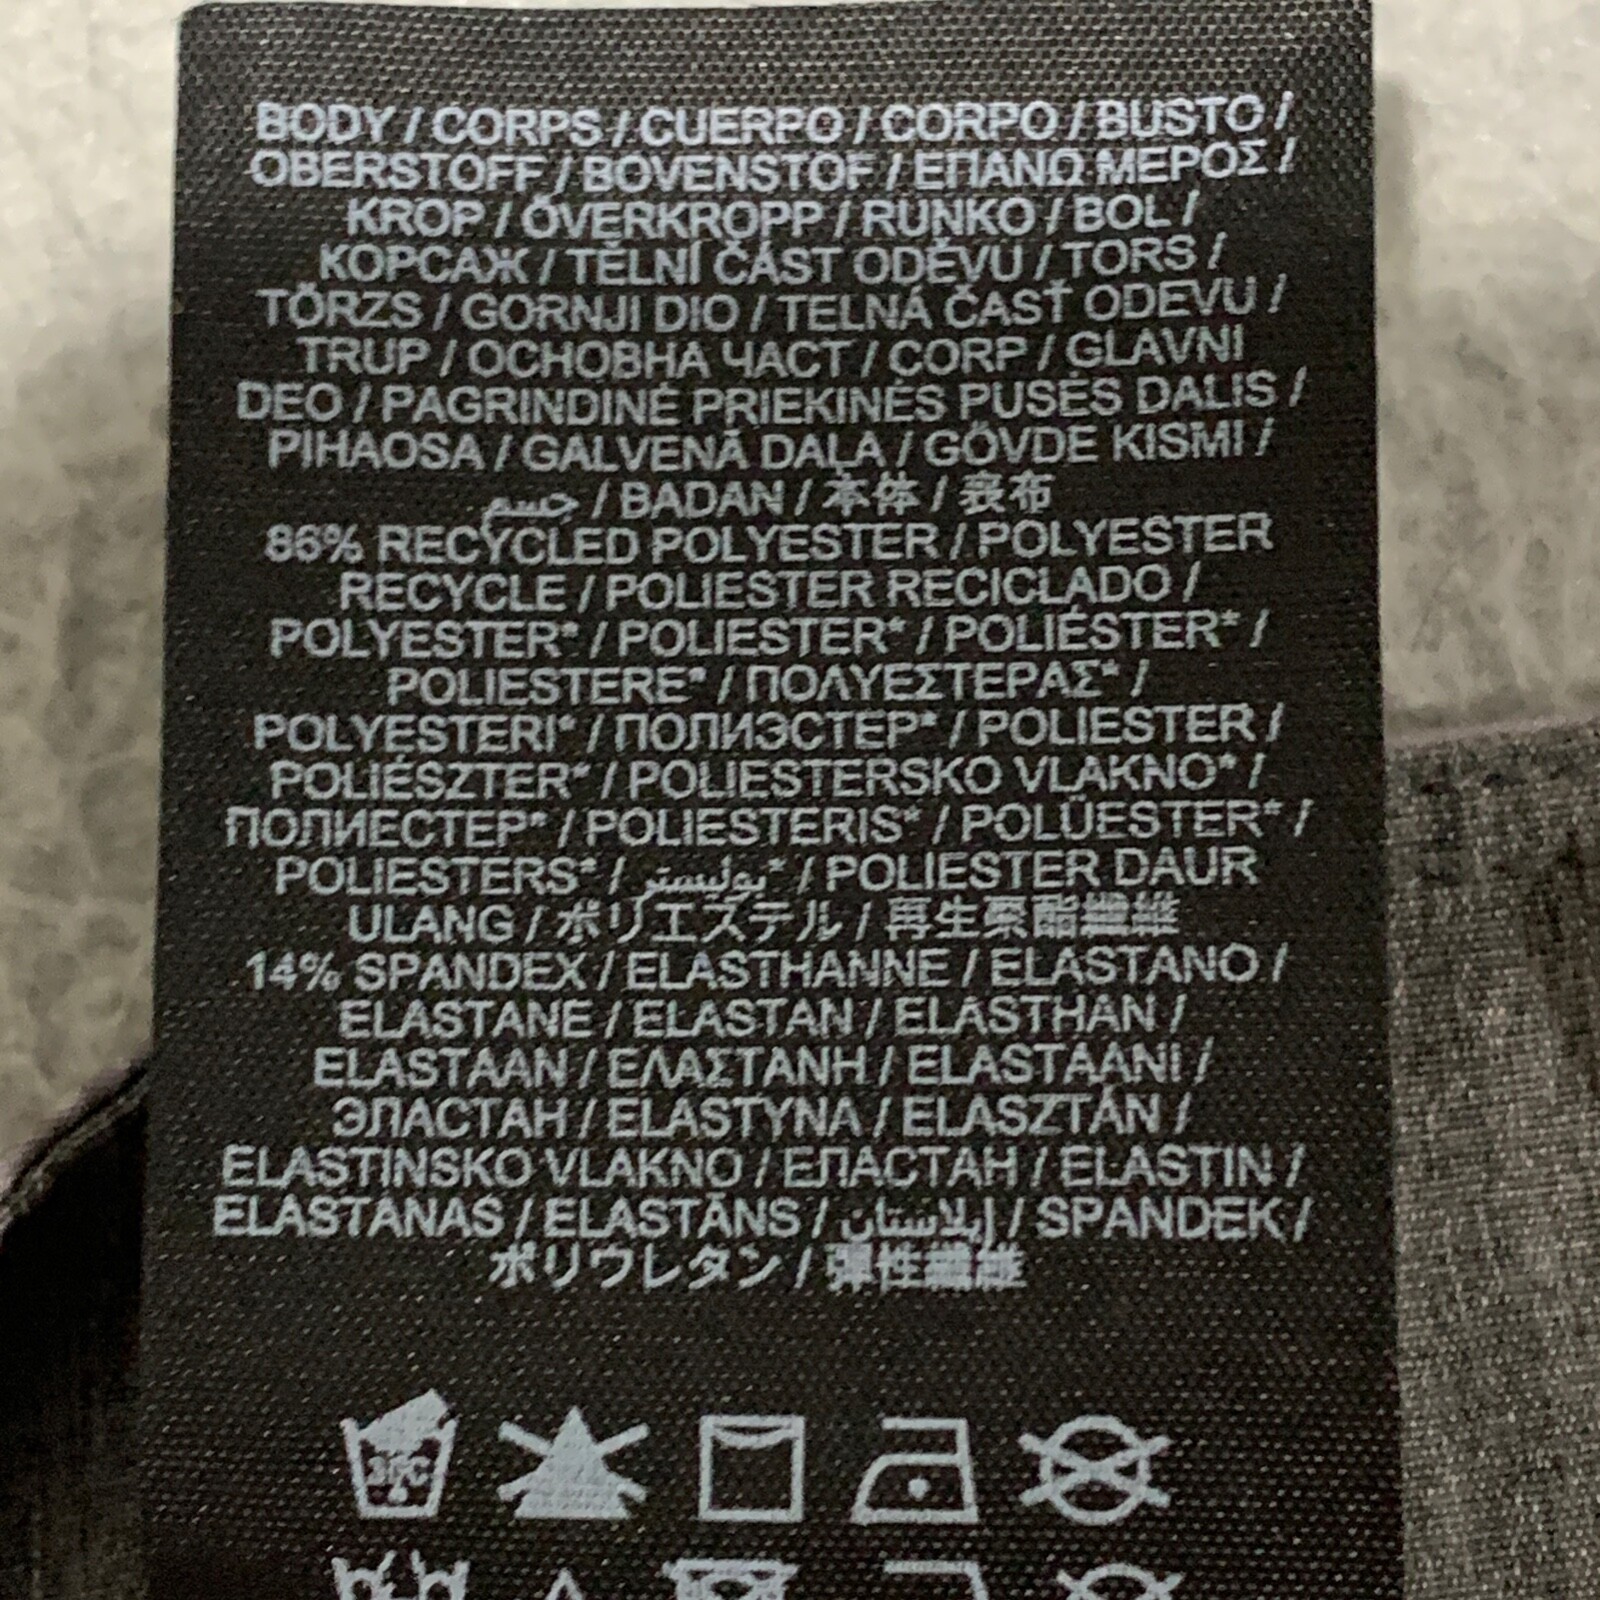 BODY / CORPS / CUERPO / CORPO / BUSTO /
OBERSTOFF / BOVENSTOF / ΕΠΑΝΩ ΜΕΡΟΣ /
KROP / ÖVERKROPP / RUNKO / BOL /
КОРСАЖ / TĚLNÍ ČÁST ODĚVU / TORS /
TÖRZS / GORNJI DIO / TELNÁ ČASŤ ODEVU /
TRUP / ОСНОВНА ЧАСТ / CORP / GLAVNI
DEO / PAGRINDINĖ PRIEKINĖS PUSĖS DALIS /
PIHAOSA / GALVENĀ DAĻA / GÖVDE KISMI /
جسم / BADAN / 本体 / 表布
86% RECYCLED POLYESTER / POLYESTER
RECYCLE / POLIESTER RECICLADO /
POLYESTER* / POLIESTER* / POLIÉSTER* /
POLIESTERE* / ΠΟΛΥΕΣΤΕΡΑΣ* /
POLYESTERI* / ПОЛИЭСТЕР* / POLIESTER /
POLIÉSZTER* / POLIESTERSKO VLAKNO* /
ПОЛИЕСТЕР* / POLIESTERIS* / POLÜESTER* /
POLIESTERS* / بوليستر* / POLIESTER DAUR
ULANG / ポリエステル / 再生聚酯纖維
14% SPANDEX / ELASTHANNE / ELASTANO /
ELASTANE / ELASTAN / ELASTHAN /
ELASTAAN / ΕΛΑΣΤΑΝΗ / ELASTAANI /
ЭЛАСТАН / ELASTYNA / ELASZTÁN /
ELASTINSKO VLAKNO / ЕЛАСТАН / ELASTIN /
ELASTANAS / ELASTĀNS / إيلاستان / SPANDEK /
ポリウレタン / 彈性纖維
30°C